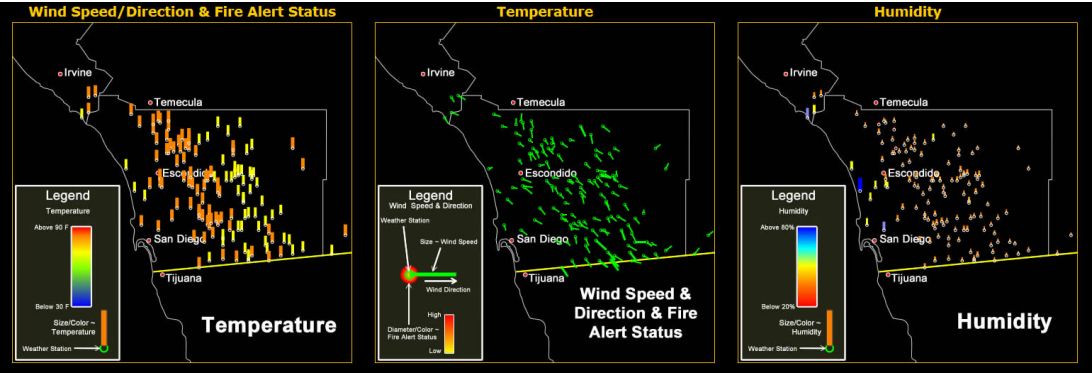 Wind Speed/Direction & Fire Alert Status
Irvine
Temecula
Escondido
San Diego
Tijuana
Legend
Temperature
Above 90 F
Below 30 F
Size/Color ~
Temperature
Weather Station
Temperature
Temperature
Irvine
Temecula
Escondido
San Diego
Tijuana
Legend
Wind Speed & Direction
Weather Station
Size ~ Wind Speed
Wind Direction
Diameter/Color ~
Fire Alert Status
High
Low
Wind Speed &
Direction & Fire
Alert Status
Humidity
Irvine
Temecula
Escondido
San Diego
Tijuana
Legend
Humidity
Above 80%
Below 20%
Size/Color ~
Humidity
Weather Station
Humidity